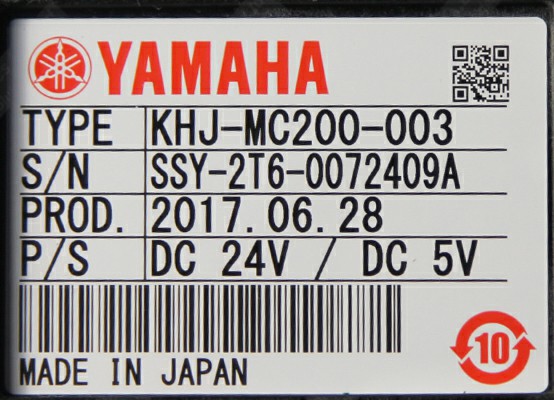 YAMAHA
TYPE KHJ-MC200-003
S/N SSY-2T6-0072409A
PROD. 2017.06.28
P/S DC 24V / DC 5V
10
MADE IN JAPAN